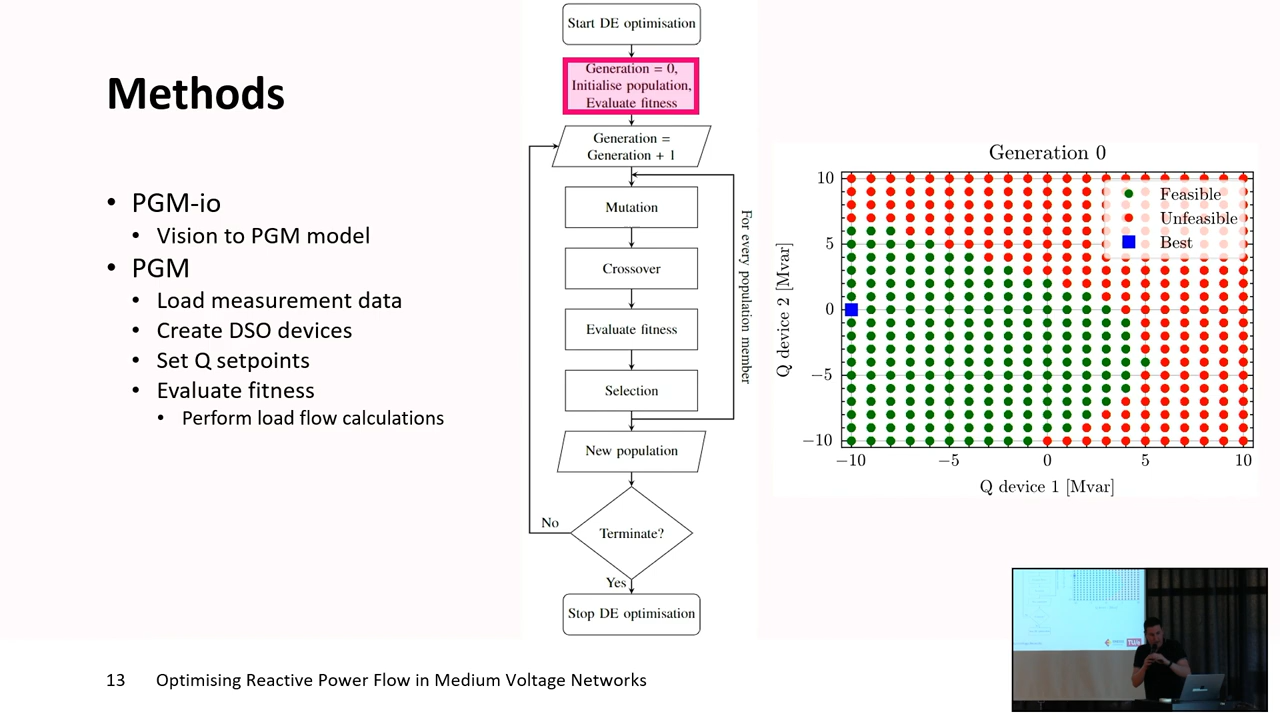 Methods
PGM-io
Vision to PGM model
PGM
Load measurement data
Create DSO devices
Set Q setpoints
Evaluate fitness
Perform load flow calculations
Start DE optimisation
Generation = 0,
Initialise population,
Evaluate fitness
Generation =
Generation + 1
Mutation
Crossover
Evaluate fitness
Selection
For every population member
New population
Terminate?
No
Yes
Stop DE optimisation
Generation 0
Feasible
Unfeasible
Best
10
5
0
−5
−10
Q device 2 [Mvar]
−10 −5 0 5 10
Q device 1 [Mvar]
13 Optimising Reactive Power Flow in Medium Voltage Networks